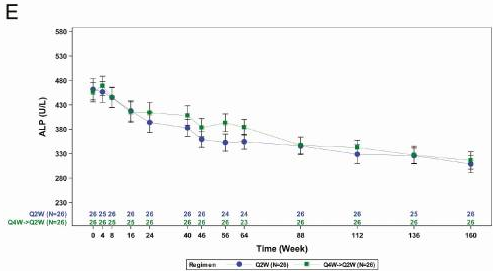 E
580
530
480
430
380
330
280
230
ALP (U/L)
Q2W (N=26) 26 25 26 26 26 26 26 24 24 26 26 25 26
Q4W->Q2W (N=26) 26 26 25 25 26 26 26 26 23 26 26 26 26
0 4 8 16 24 40 46 56 64 88 112 136 160
Time (Week)
Regimen Q2W (N=26) Q4W->Q2W (N=26)